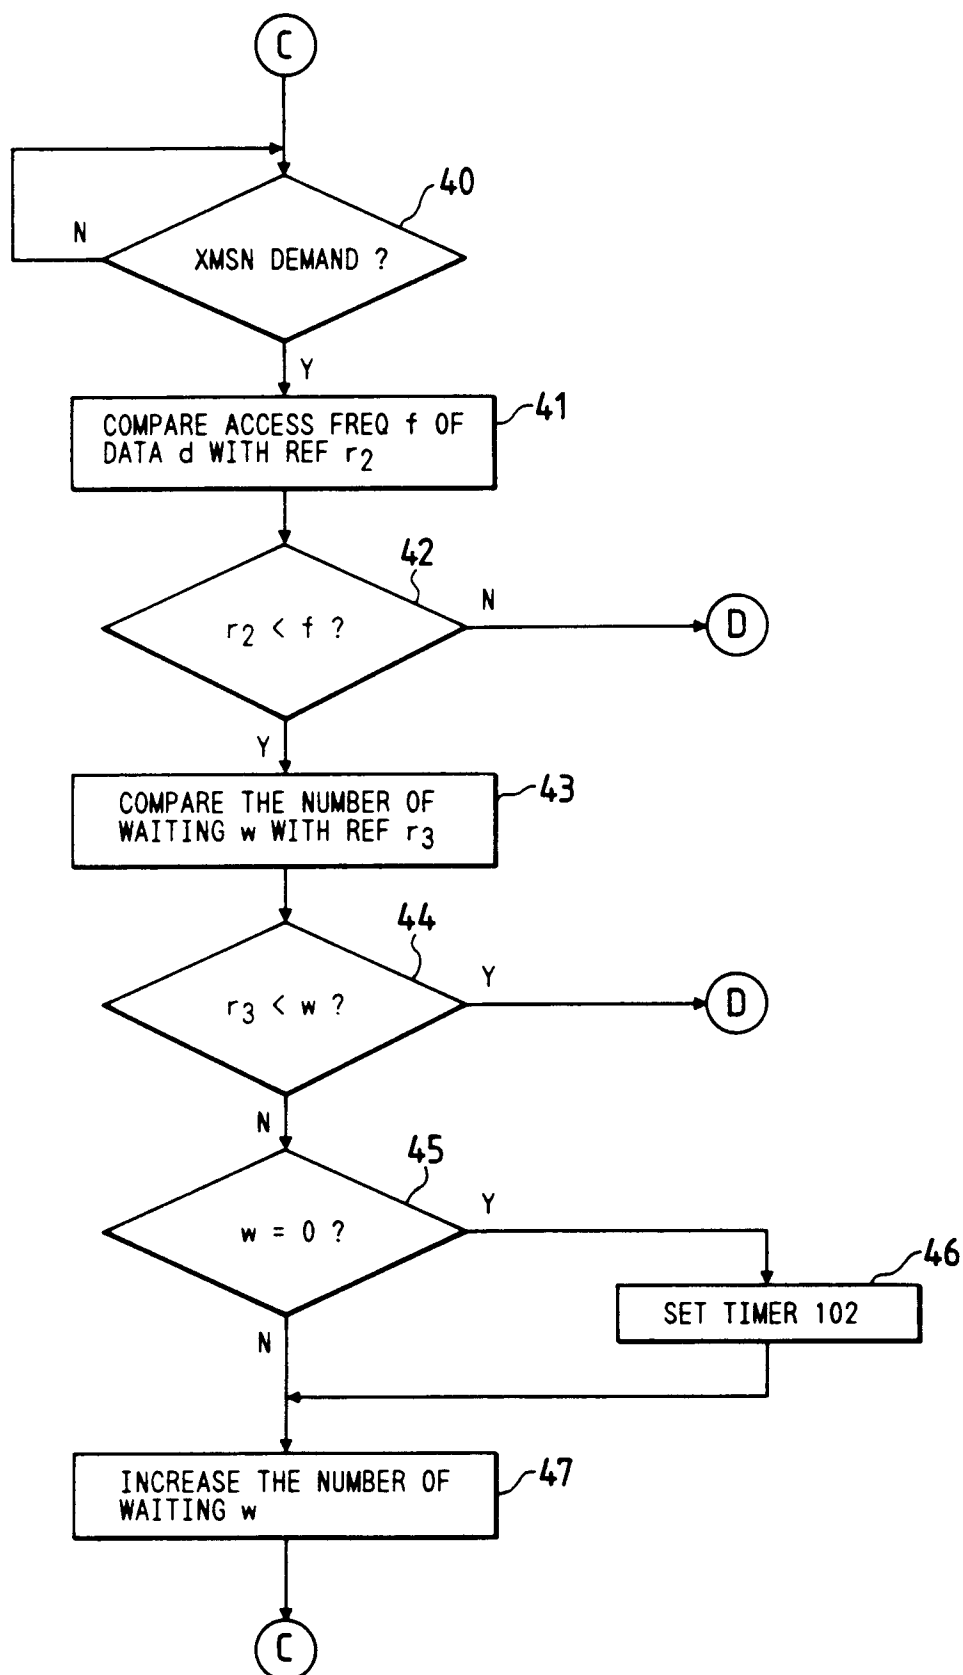 C
40
N
XMSN DEMAND ?
Y
41
COMPARE ACCESS FREQ f OF
DATA d WITH REF r2
42
N
r2 < f ?
D
Y
43
COMPARE THE NUMBER OF
WAITING w WITH REF r3
44
Y
r3 < w ?
D
N
45
Y
w = 0 ?
46
SET TIMER 102
N
47
INCREASE THE NUMBER OF
WAITING w
C